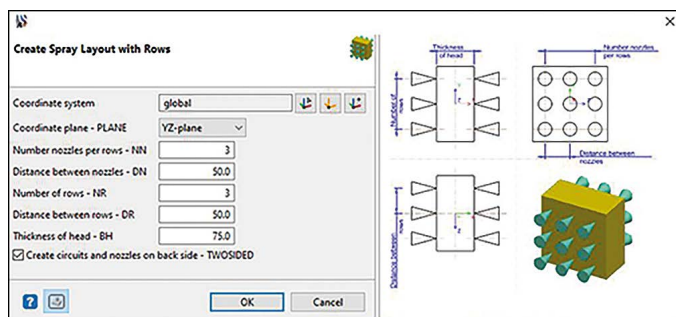 Create Spray Layout with Rows
Coordinate system global
Coordinate plane - PLANE YZ-plane
Number nozzles per rows - NN 3
Distance between nozzles - DN 50.0
Number of rows - NR 3
Distance between rows - DR 50.0
Thickness of head - BH 75.0
Create circuits and nozzles on back side - TWOSIDED
OK Cancel
Thickness
of head
Number of
rows
Number nozzles
per rows
Distance between
nozzles
Distance between
rows